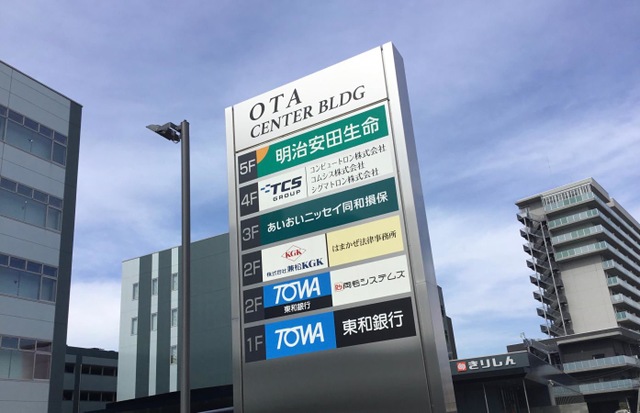 OTA
CENTER BLDG
5F 明治安田生命
4F TCS GROUP コンピュートロン株式会社
コムシス株式会社
シグマトロン株式会社
3F あいおいニッセイ同和損保
2F KGK 株式会社兼松KGK はまかぜ法律事務所
2F TOWA 東和銀行 両毛システムズ
1F TOWA 東和銀行
きりしん